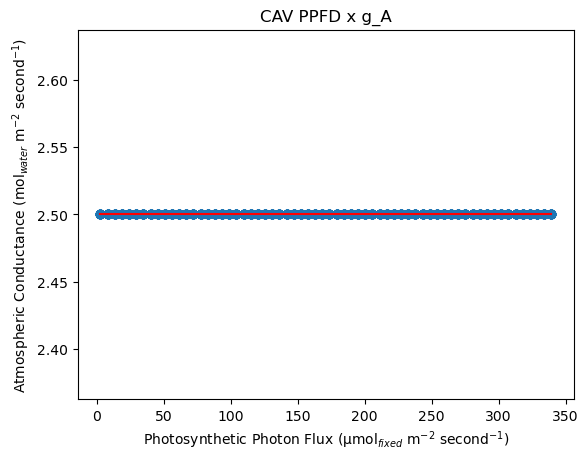 CAV PPFD x g_A
Atmospheric Conductance (mol_water m⁻² second⁻¹)
2.60
2.55
2.50
2.45
2.40
0 50 100 150 200 250 300 350
Photosynthetic Photon Flux (μmol_fixed m⁻² second⁻¹)